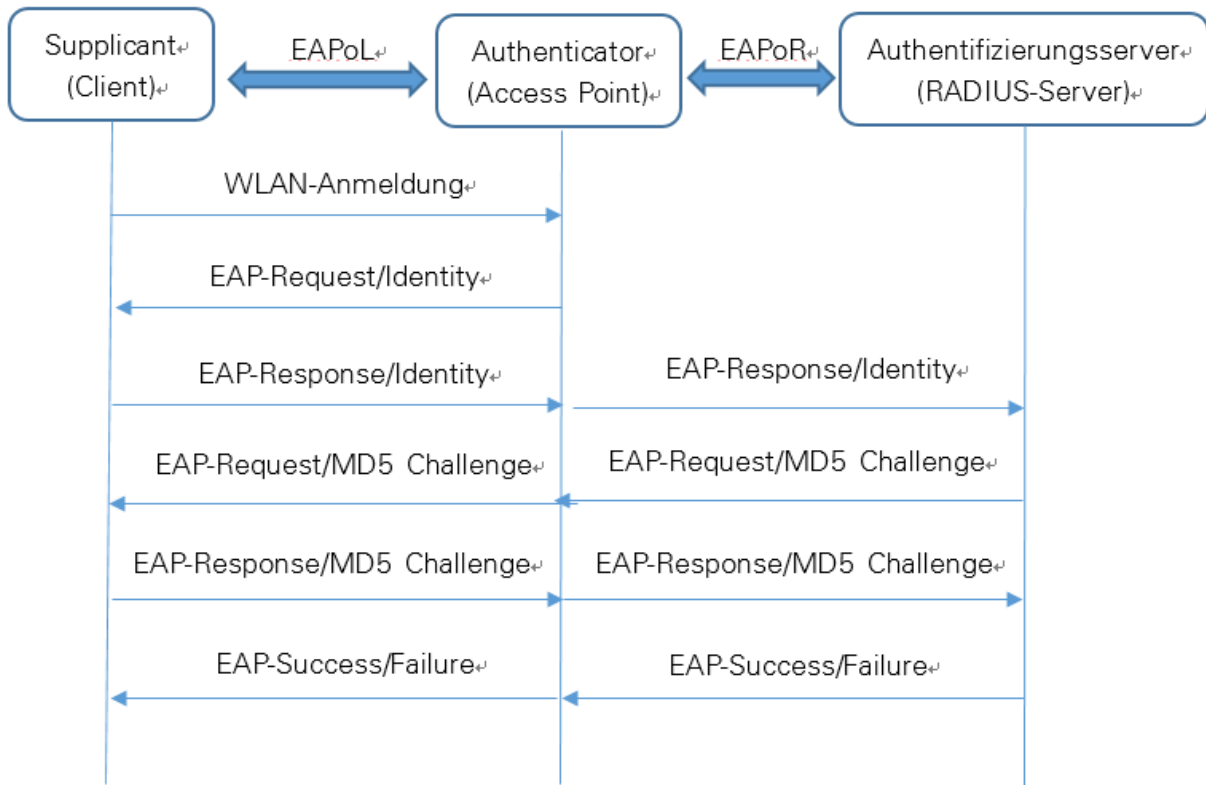 Supplicant
(Client)
EAPoL
Authenticator
(Access Point)
EAPoR
Authentifizierungsserver
(RADIUS-Server)
WLAN-Anmeldung
EAP-Request/Identity
EAP-Response/Identity
EAP-Response/Identity
EAP-Request/MD5 Challenge
EAP-Request/MD5 Challenge
EAP-Response/MD5 Challenge
EAP-Response/MD5 Challenge
EAP-Success/Failure
EAP-Success/Failure